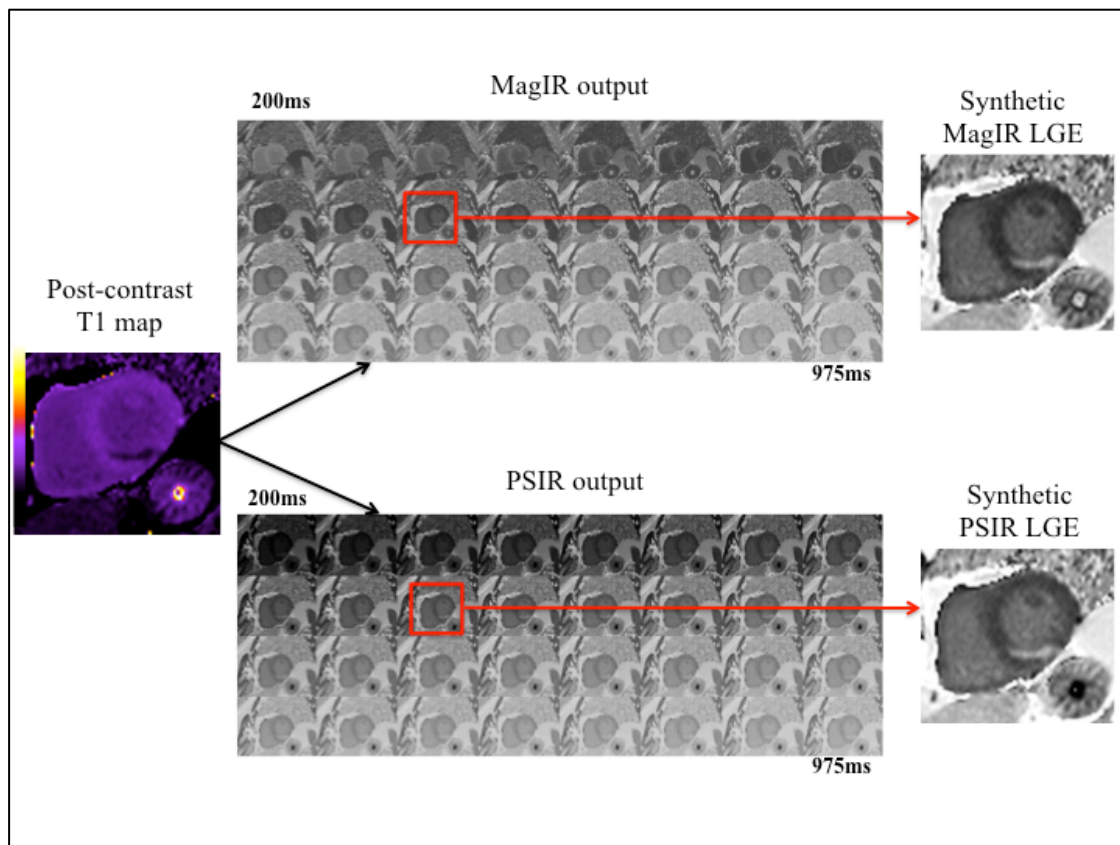 MagIR output
200ms
Synthetic
MagIR LGE
Post-contrast
T1 map
975ms
PSIR output
200ms
Synthetic
PSIR LGE
975ms